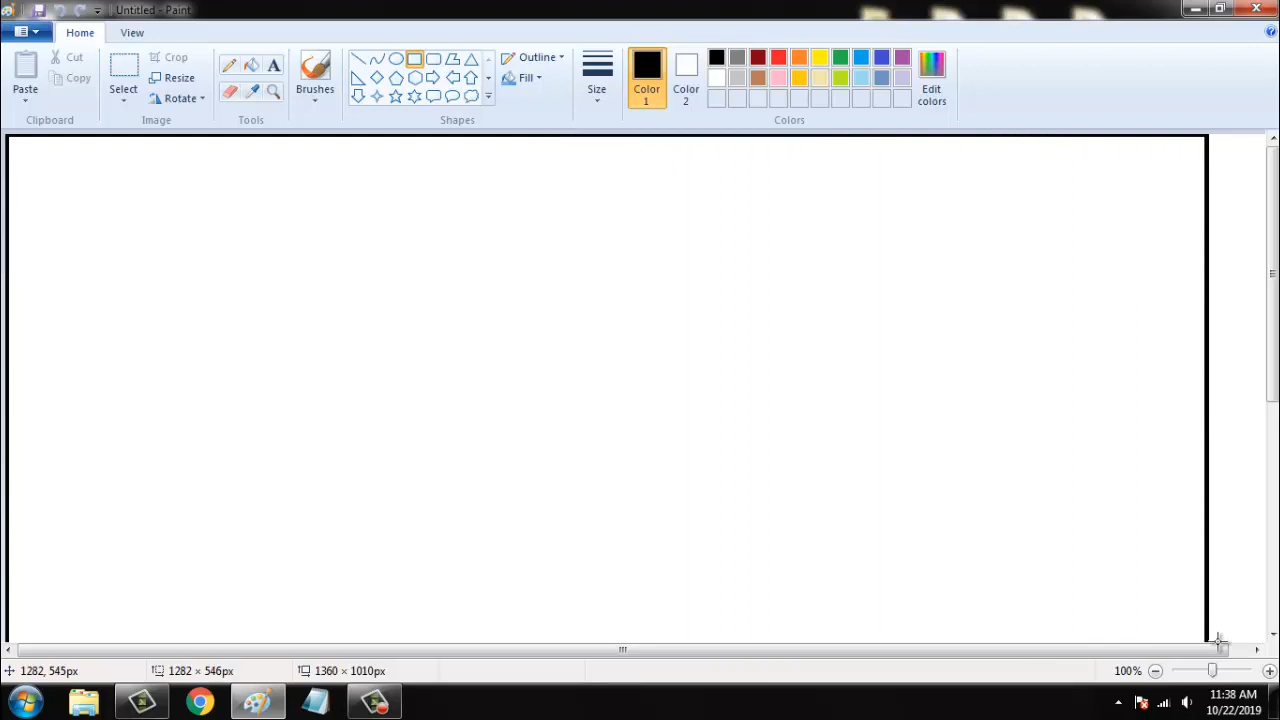 Untitled - Paint
Home View
Paste
Cut
Copy
Clipboard
Select
Crop
Resize
Rotate
Image
A
Tools
Brushes
Shapes
Outline
Fill
Size
Color 1
Color 2
Edit colors
Colors
1282, 545px
1282 × 546px
1360 × 1010px
100%
11:38 AM
10/22/2019